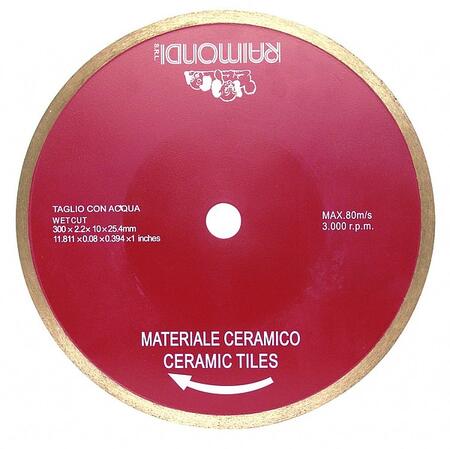 RAIMONDI
S.R.L.
TAGLIO CON ACQUA
WETCUT
300 x 2.2 x 10 x 25.4mm
11.811 x 0.08 x 0.394 x 1 inches
MAX.80m/s
3.000 r.p.m.
MATERIALE CERAMICO
CERAMIC TILES